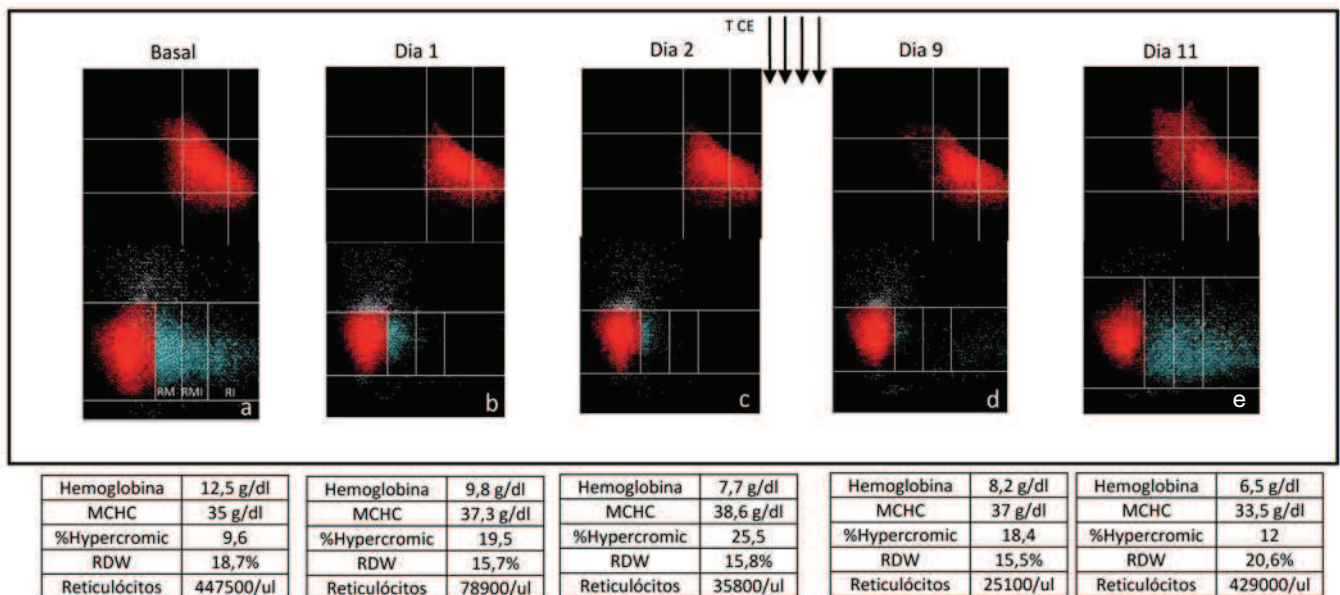 T CE
Basal Dia 1 Dia 2 Dia 9 Dia 11
RM RMI RI
a b c d e
Hemoglobina 12,5 g/dl
MCHC 35 g/dl
%Hypercromic 9,6
RDW 18,7%
Reticulócitos 447500/ul
Hemoglobina 9,8 g/dl
MCHC 37,3 g/dl
%Hypercromic 19,5
RDW 15,7%
Reticulócitos 78900/ul
Hemoglobina 7,7 g/dl
MCHC 38,6 g/dl
%Hypercromic 25,5
RDW 15,8%
Reticulócitos 35800/ul
Hemoglobina 8,2 g/dl
MCHC 37 g/dl
%Hypercromic 18,4
RDW 15,5%
Reticulócitos 25100/ul
Hemoglobina 6,5 g/dl
MCHC 33,5 g/dl
%Hypercromic 12
RDW 20,6%
Reticulócitos 429000/ul